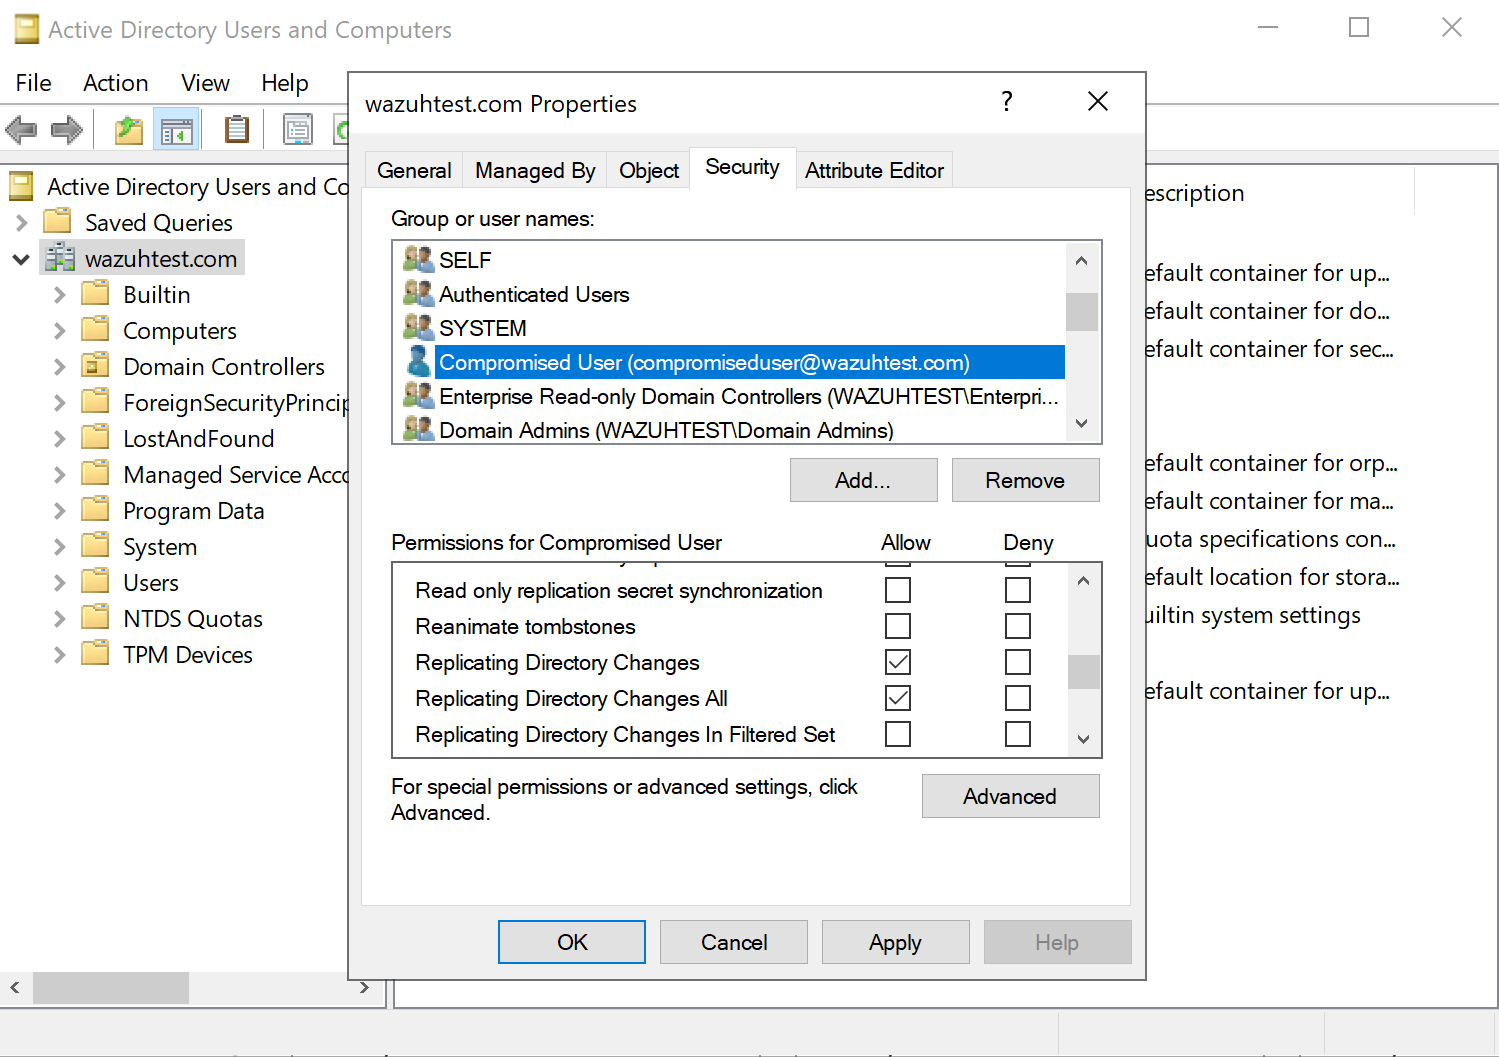 Active Directory Users and Computers
File Action View Help
wazuhtest.com Properties
?
General Managed By Object Security Attribute Editor
Active Directory Users and Co
Saved Queries
wazuhtest.com
Builtin
Computers
Domain Controllers
ForeignSecurityPrincip
LostAndFound
Managed Service Acco
Program Data
System
Users
NTDS Quotas
TPM Devices
Group or user names:
SELF
Authenticated Users
SYSTEM
Compromised User (compromiseduser@wazuhtest.com)
Enterprise Read-only Domain Controllers (WAZUHTEST\Enterpri...
Domain Admins (WAZUHTEST\Domain Admins)
Add... Remove
Permissions for Compromised User Allow Deny
Read only replication secret synchronization
Reanimate tombstones
Replicating Directory Changes
Replicating Directory Changes All
Replicating Directory Changes In Filtered Set
For special permissions or advanced settings, click
Advanced.
Advanced
OK Cancel Apply Help
escription
efault container for up...
efault container for do...
efault container for sec...
efault container for orp...
efault container for ma...
uota specifications con...
efault location for stora...
uiltin system settings
efault container for up...